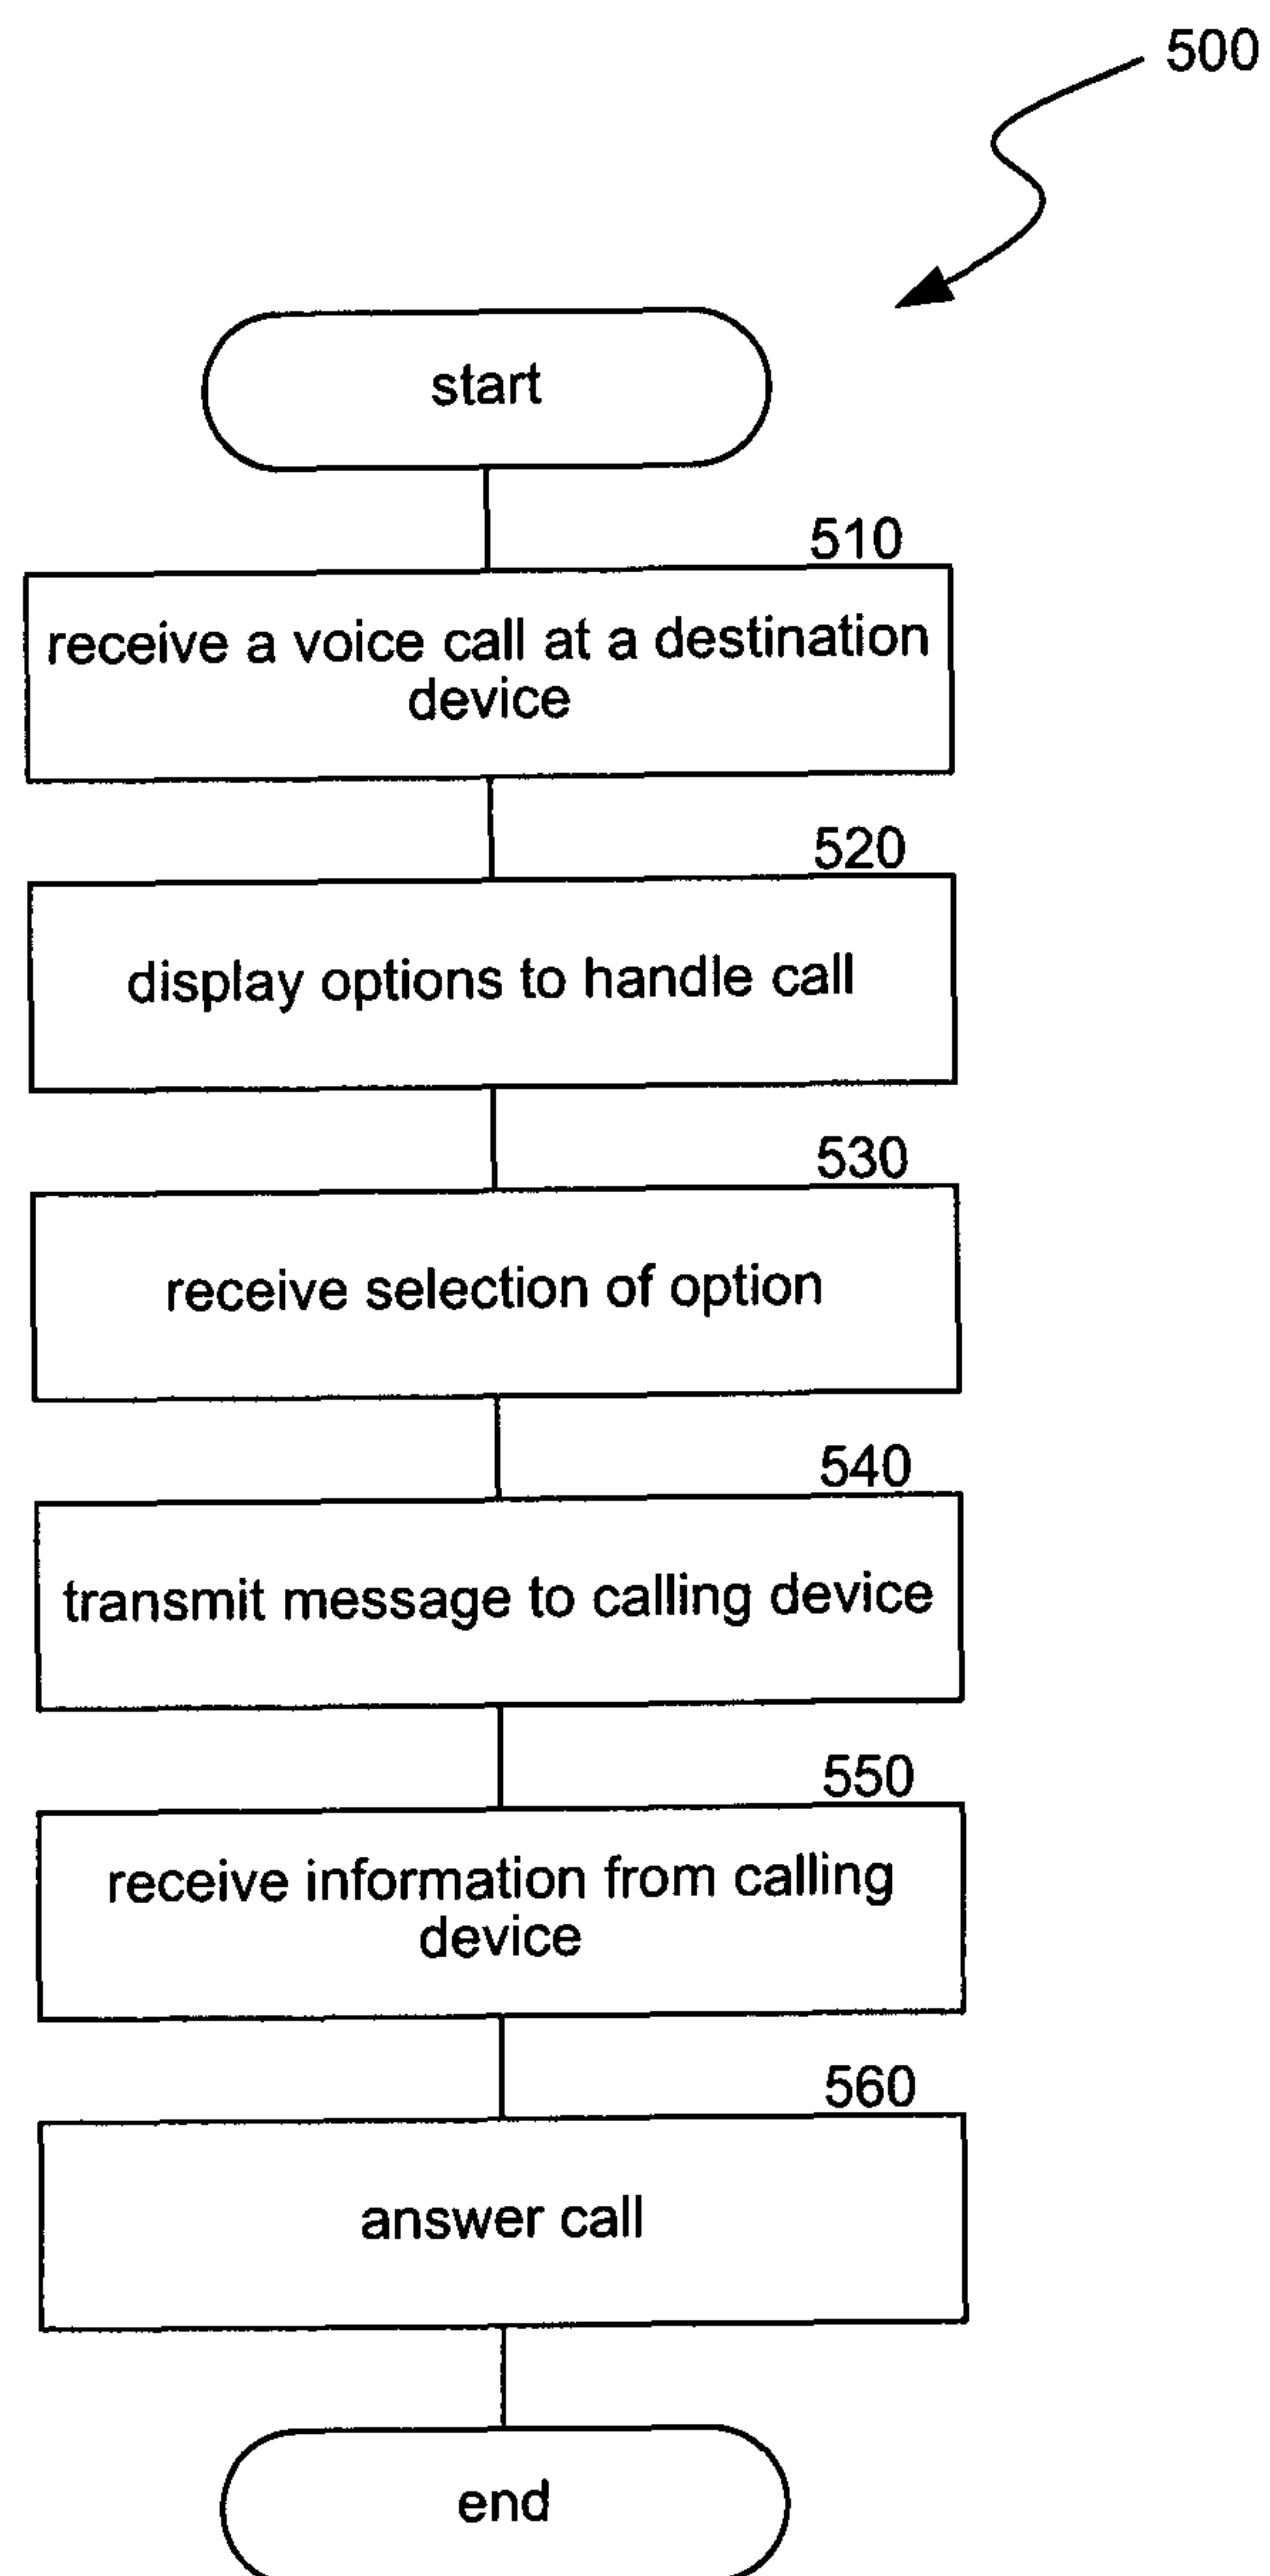 500
start
510
receive a voice call at a destination
device
520
display options to handle call
530
receive selection of option
540
transmit message to calling device
550
receive information from calling
device
560
answer call
end